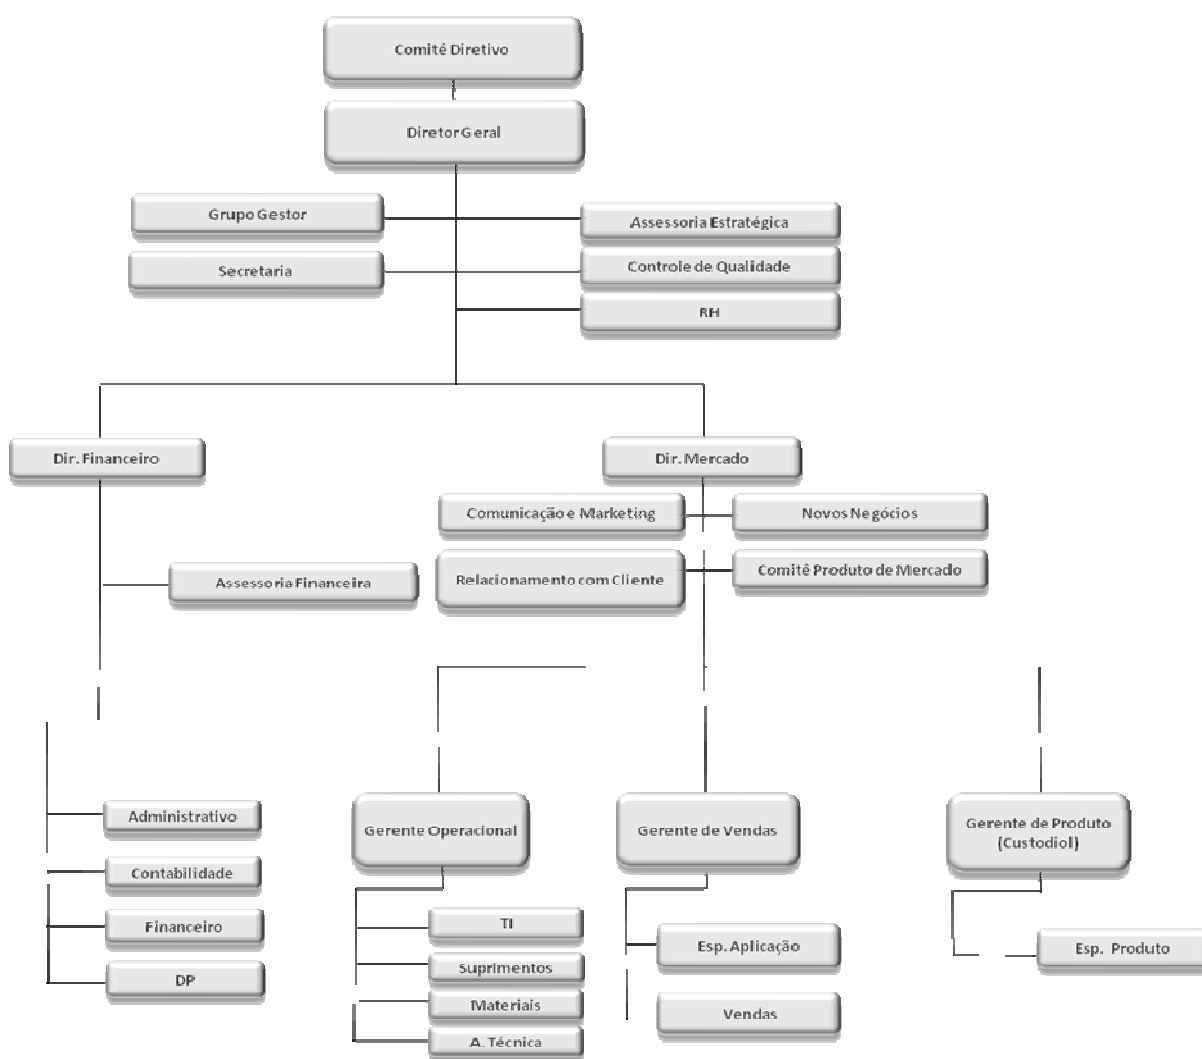 Comitê Diretivo
Diretor Geral
Grupo Gestor
Assessoria Estratégica
Secretaria
Controle de Qualidade
RH
Dir. Financeiro
Dir. Mercado
Comunicação e Marketing
Novos Negócios
Assessoria Financeira
Relacionamento com Cliente
Comitê Produto de Mercado
Administrativo
Contabilidade
Financeiro
DP
Gerente Operacional
TI
Suprimentos
Materiais
A. Técnica
Gerente de Vendas
Esp. Aplicação
Vendas
Gerente de Produto
(Custodiol)
Esp. Produto